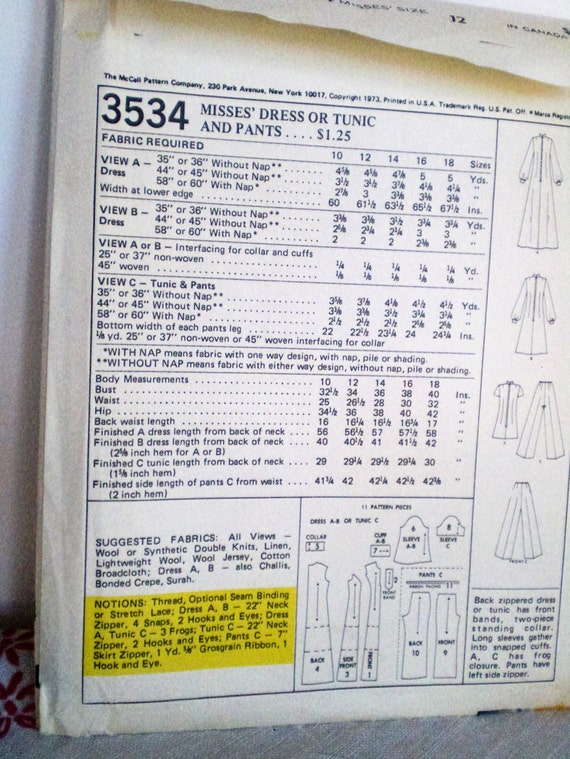 MISSES' SIZE 12 IN CANADA
The McCall Pattern Company, 230 Park Avenue, New York 10017, Copyright 1973, Printed in U.S.A. Trademark Reg. U.S. Pat. Off. * Marca Registr
3534 MISSES' DRESS OR TUNIC
AND PANTS . . . . $1.25
FABRIC REQUIRED 10 12 14 16 18 Sizes
VIEW A – 35" or 36" Without Nap** 4⅛ 4⅜ 4⅞ 5 5 Yds.
Dress 44" or 45" Without Nap** 3½ 3½ 3⅞ 4⅛ 4¼ "
58" or 60" With Nap* 2⅞ 3 3⅜ 3⅜ 3⅜ "
Width at lower edge 60 61½ 63½ 65½ 67½ Ins.
VIEW B – 35" or 36" Without Nap** 3⅜ 3⅜ 3½ 3¾ 3¾ Yds.
Dress 44" or 45" Without Nap** 2⅝ 2¾ 2¾ 3 3 "
58" or 60" With Nap* 2 2 2 2⅜ 2⅜ "
VIEW A or B – Interfacing for collar and cuffs
25" or 37" non-woven ¼ ¼ ¼ ¼ ¼ Yd.
45" woven ⅛ ⅛ ⅛ ⅛ ⅛ "
VIEW C – Tunic & Pants
35" or 36" Without Nap** 3⅝ 3⅞ 4⅛ 4½ 4½ Yds.
44" or 45" Without Nap** 3⅜ 3⅜ 3⅜ 3½ 3⅞ "
58" or 60" With Nap* 2½ 2½ 2½ 2⅝ 2⅝ "
Bottom width of each pants leg 22 22½ 23¼ 24 24¾ Ins.
⅛ yd. 25" or 37" non-woven or 45" woven interfacing for collar
*WITH NAP means fabric with one way design, with nap, pile or shading.
**WITHOUT NAP means fabric with either way design, without nap, pile or shading.
Body Measurements 10 12 14 16 18
Bust 32½ 34 36 38 40 Ins.
Waist 25 26½ 28 30 32 "
Hip 34½ 36 38 40 42 "
Back waist length 16 16¼ 16½ 16¾ 17 "
Finished A dress length from back of neck 56 56½ 57 57½ 58 "
Finished B dress length from back of neck 40 40½ 41 41½ 42 "
(2⅝ inch hem for A or B)
Finished C tunic length from back of neck 29 29¼ 29½ 29¾ 30 "
(1⅝ inch hem)
Finished side length of pants C from waist 41¾ 42 42¼ 42½ 42⅝ "
(2 inch hem)
SUGGESTED FABRICS: All Views –
Wool or Synthetic Double Knits, Linen,
Lightweight Wool, Wool Jersey, Cotton
Broadcloth; Dress A, B – also Challis,
Bonded Crepe, Surah.
NOTIONS: Thread, Optional Seam Binding
or Stretch Lace; Dress A, B – 22" Neck
Zipper, 4 Snaps, 2 Hooks and Eyes; Dress
A, Tunic C – 3 Frogs; Tunic C – 22" Neck
Zipper, 2 Hooks and Eyes; Pants C – 7"
Skirt Zipper, 1 Yd. ⅝" Grosgrain Ribbon, 1
Hook and Eye.
11 PATTERN PIECES
DRESS A-B OR TUNIC C
COLLAR
5
CUFF
A-B
7
6
SLEEVE
A-B
8
SLEEVE
C
2
FRONT
BAND
PANTS C
RIBBON FACING 11
BACK
4
SIDE
FRONT
3
FRONT
1
BACK
10
FRONT
9
FRONT C
Back zippered dress
or tunic has front
bands, two-piece
standing collar.
Long sleeves gather
into snapped cuffs.
A, C has frog
closure. Pants have
left side zipper.